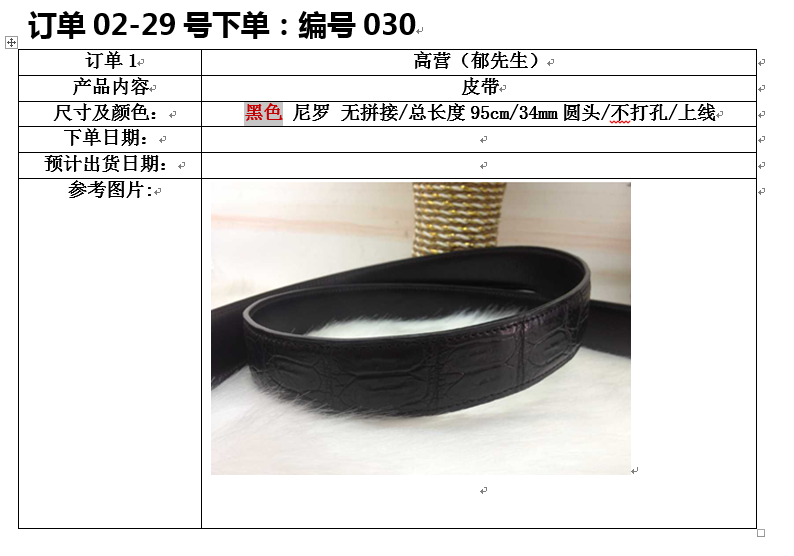 订单 02-29 号下单：编号 030
订单 1 高营（郁先生）
产品内容 皮带
尺寸及颜色： 黑色 尼罗 无拼接/总长度 95cm/34mm 圆头/不打孔/上线
下单日期：
预计出货日期：
参考图片: